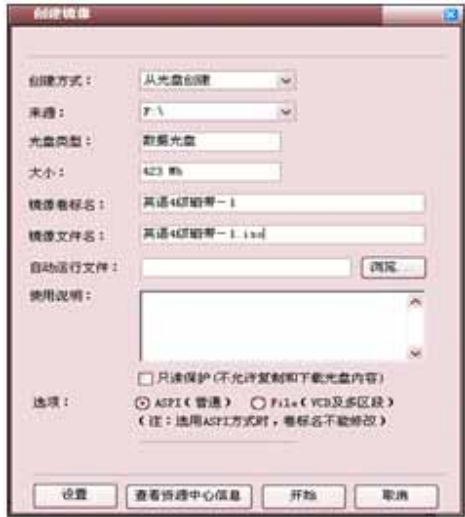 创建镜像
创建方式： 从光盘创建
来源： F:\
光盘类型： 数据光盘
大小： 423 Mb
镜像卷标名： 英语4级磁带－1
镜像文件名： 英语4级磁带－1.iso
自动运行文件： 浏览...
使用说明：
只读保护(不允许复制和下载光盘内容)
选项： ASPI(普通) File(VCD及多区段)
(注：选用ASPI方式时，卷标名不能修改)
设置 查看资源中心信息 开始 取消